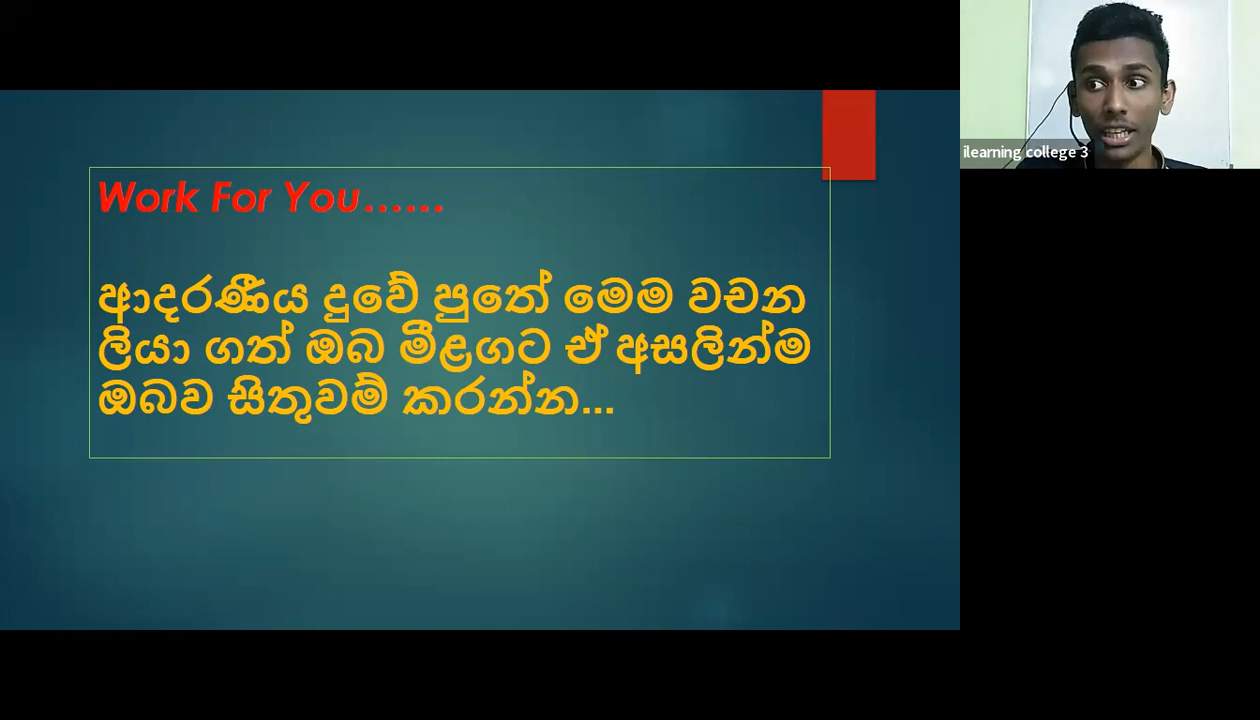 Work For You......
ආදරණීය දුවේ පුතේ මෙම වචන
ලියා ගත් ඔබ මීළගට ඒ අසලින්ම
ඔබව සිතුවම් කරන්න...
ilearning college 3